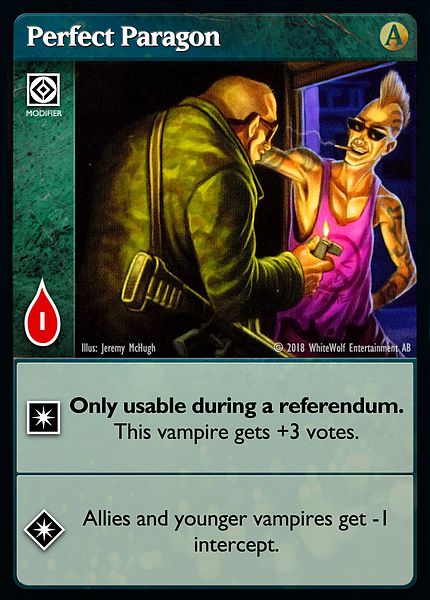 Perfect Paragon
A
MODIFIER
1
Illus: Jeremy McHugh
© 2018 WhiteWolf Entertainment AB
Only usable during a referendum.
This vampire gets +3 votes.
Allies and younger vampires get -1
intercept.